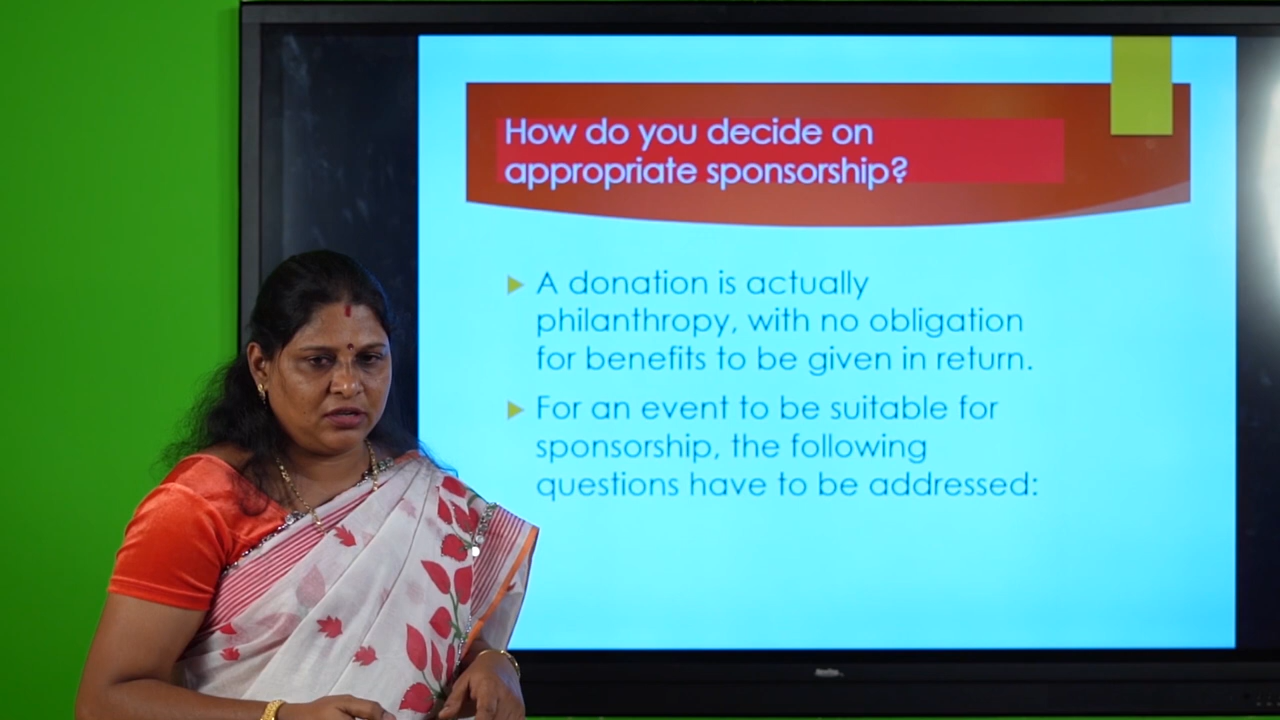 How do you decide on
appropriate sponsorship?
A donation is actually
philanthropy, with no obligation
for benefits to be given in return.
For an event to be suitable for
sponsorship, the following
questions have to be addressed: